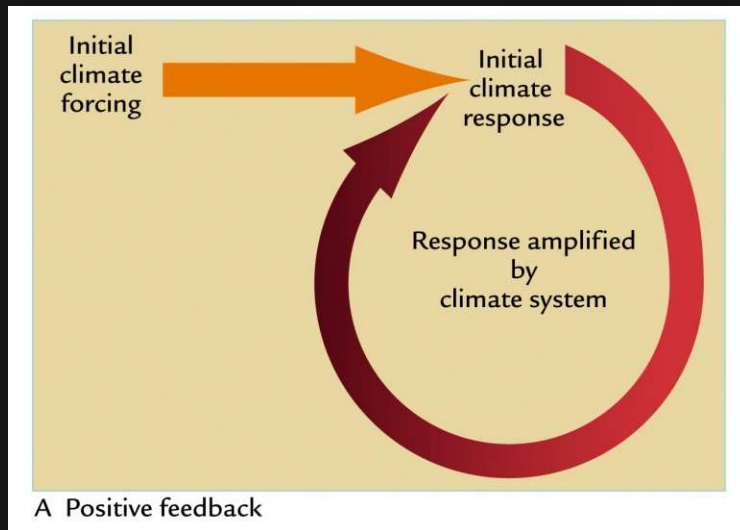 Initial
climate
forcing
Initial
climate
response
Response amplified
by
climate system
A Positive feedback